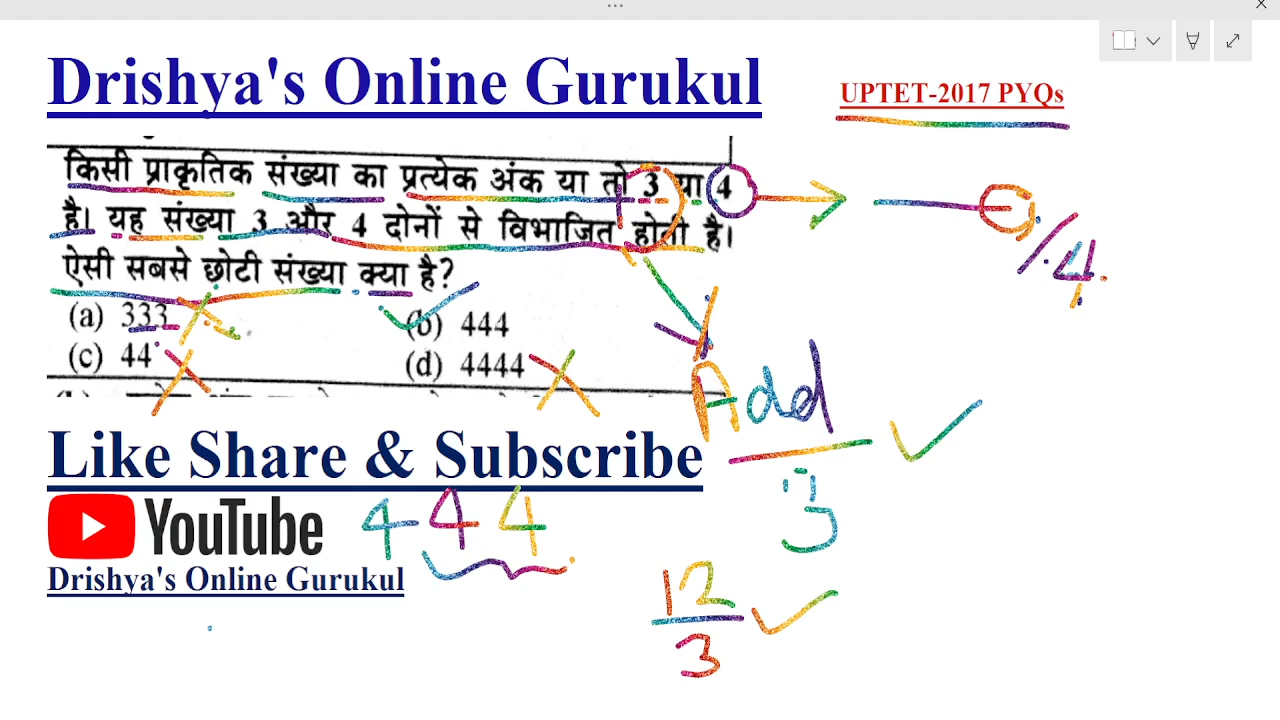 Drishya's Online Gurukul
UPTET-2017 PYQs
किसी प्राकृतिक संख्या का प्रत्येक अंक या तो 3 या 4
है। यह संख्या 3 और 4 दोनों से विभाजित होती है।
ऐसी सबसे छोटी संख्या क्या है?
(a) 333 (b) 444
(c) 44 (d) 4444
/4
Add
3
Like Share & Subscribe
YouTube
Drishya's Online Gurukul
444
12
3